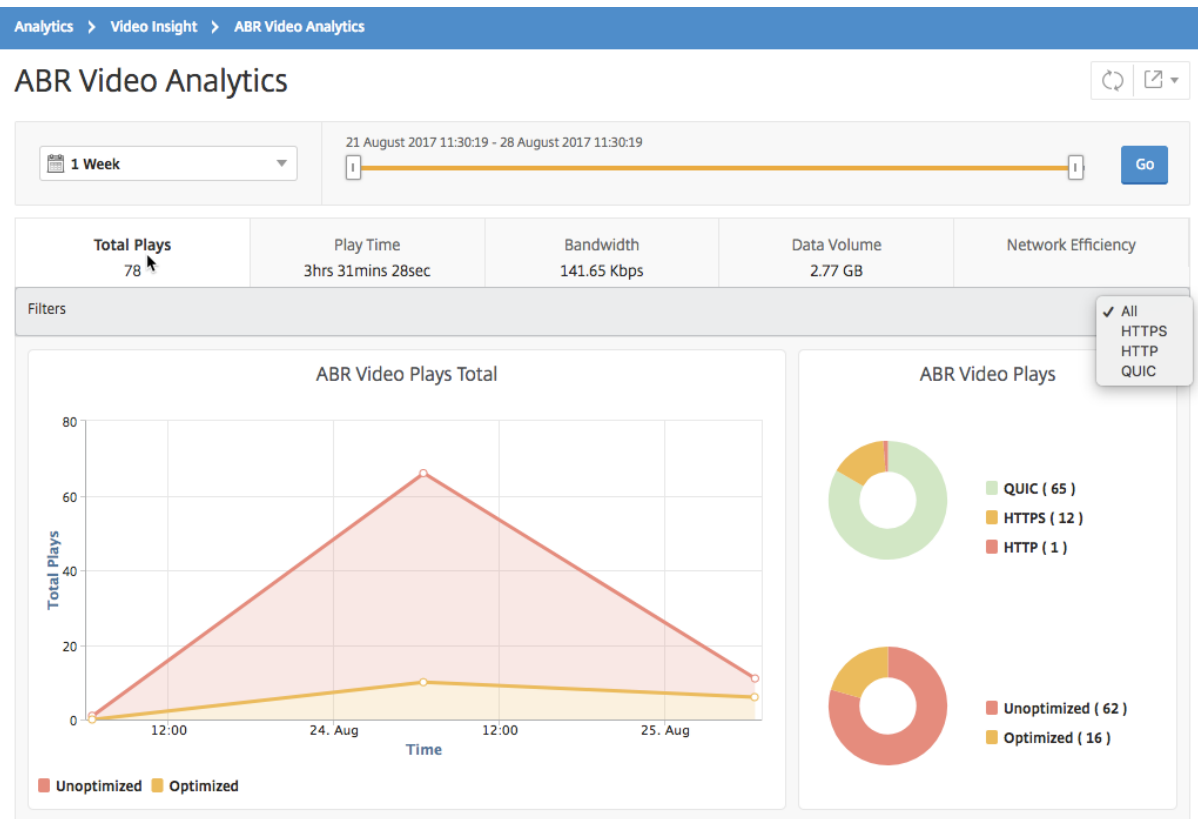 Analytics > Video Insight > ABR Video Analytics
ABR Video Analytics
1 Week
21 August 2017 11:30:19 - 28 August 2017 11:30:19
Go
Total Plays
78
Play Time
3hrs 31mins 28sec
Bandwidth
141.65 Kbps
Data Volume
2.77 GB
Network Efficiency
Filters
✓ All
HTTPS
HTTP
QUIC
ABR Video Plays Total
80
60
40
20
0
Total Plays
12:00
24. Aug
12:00
25. Aug
Time
Unoptimized
Optimized
ABR Video Plays
QUIC ( 65 )
HTTPS ( 12 )
HTTP ( 1 )
Unoptimized ( 62 )
Optimized ( 16 )